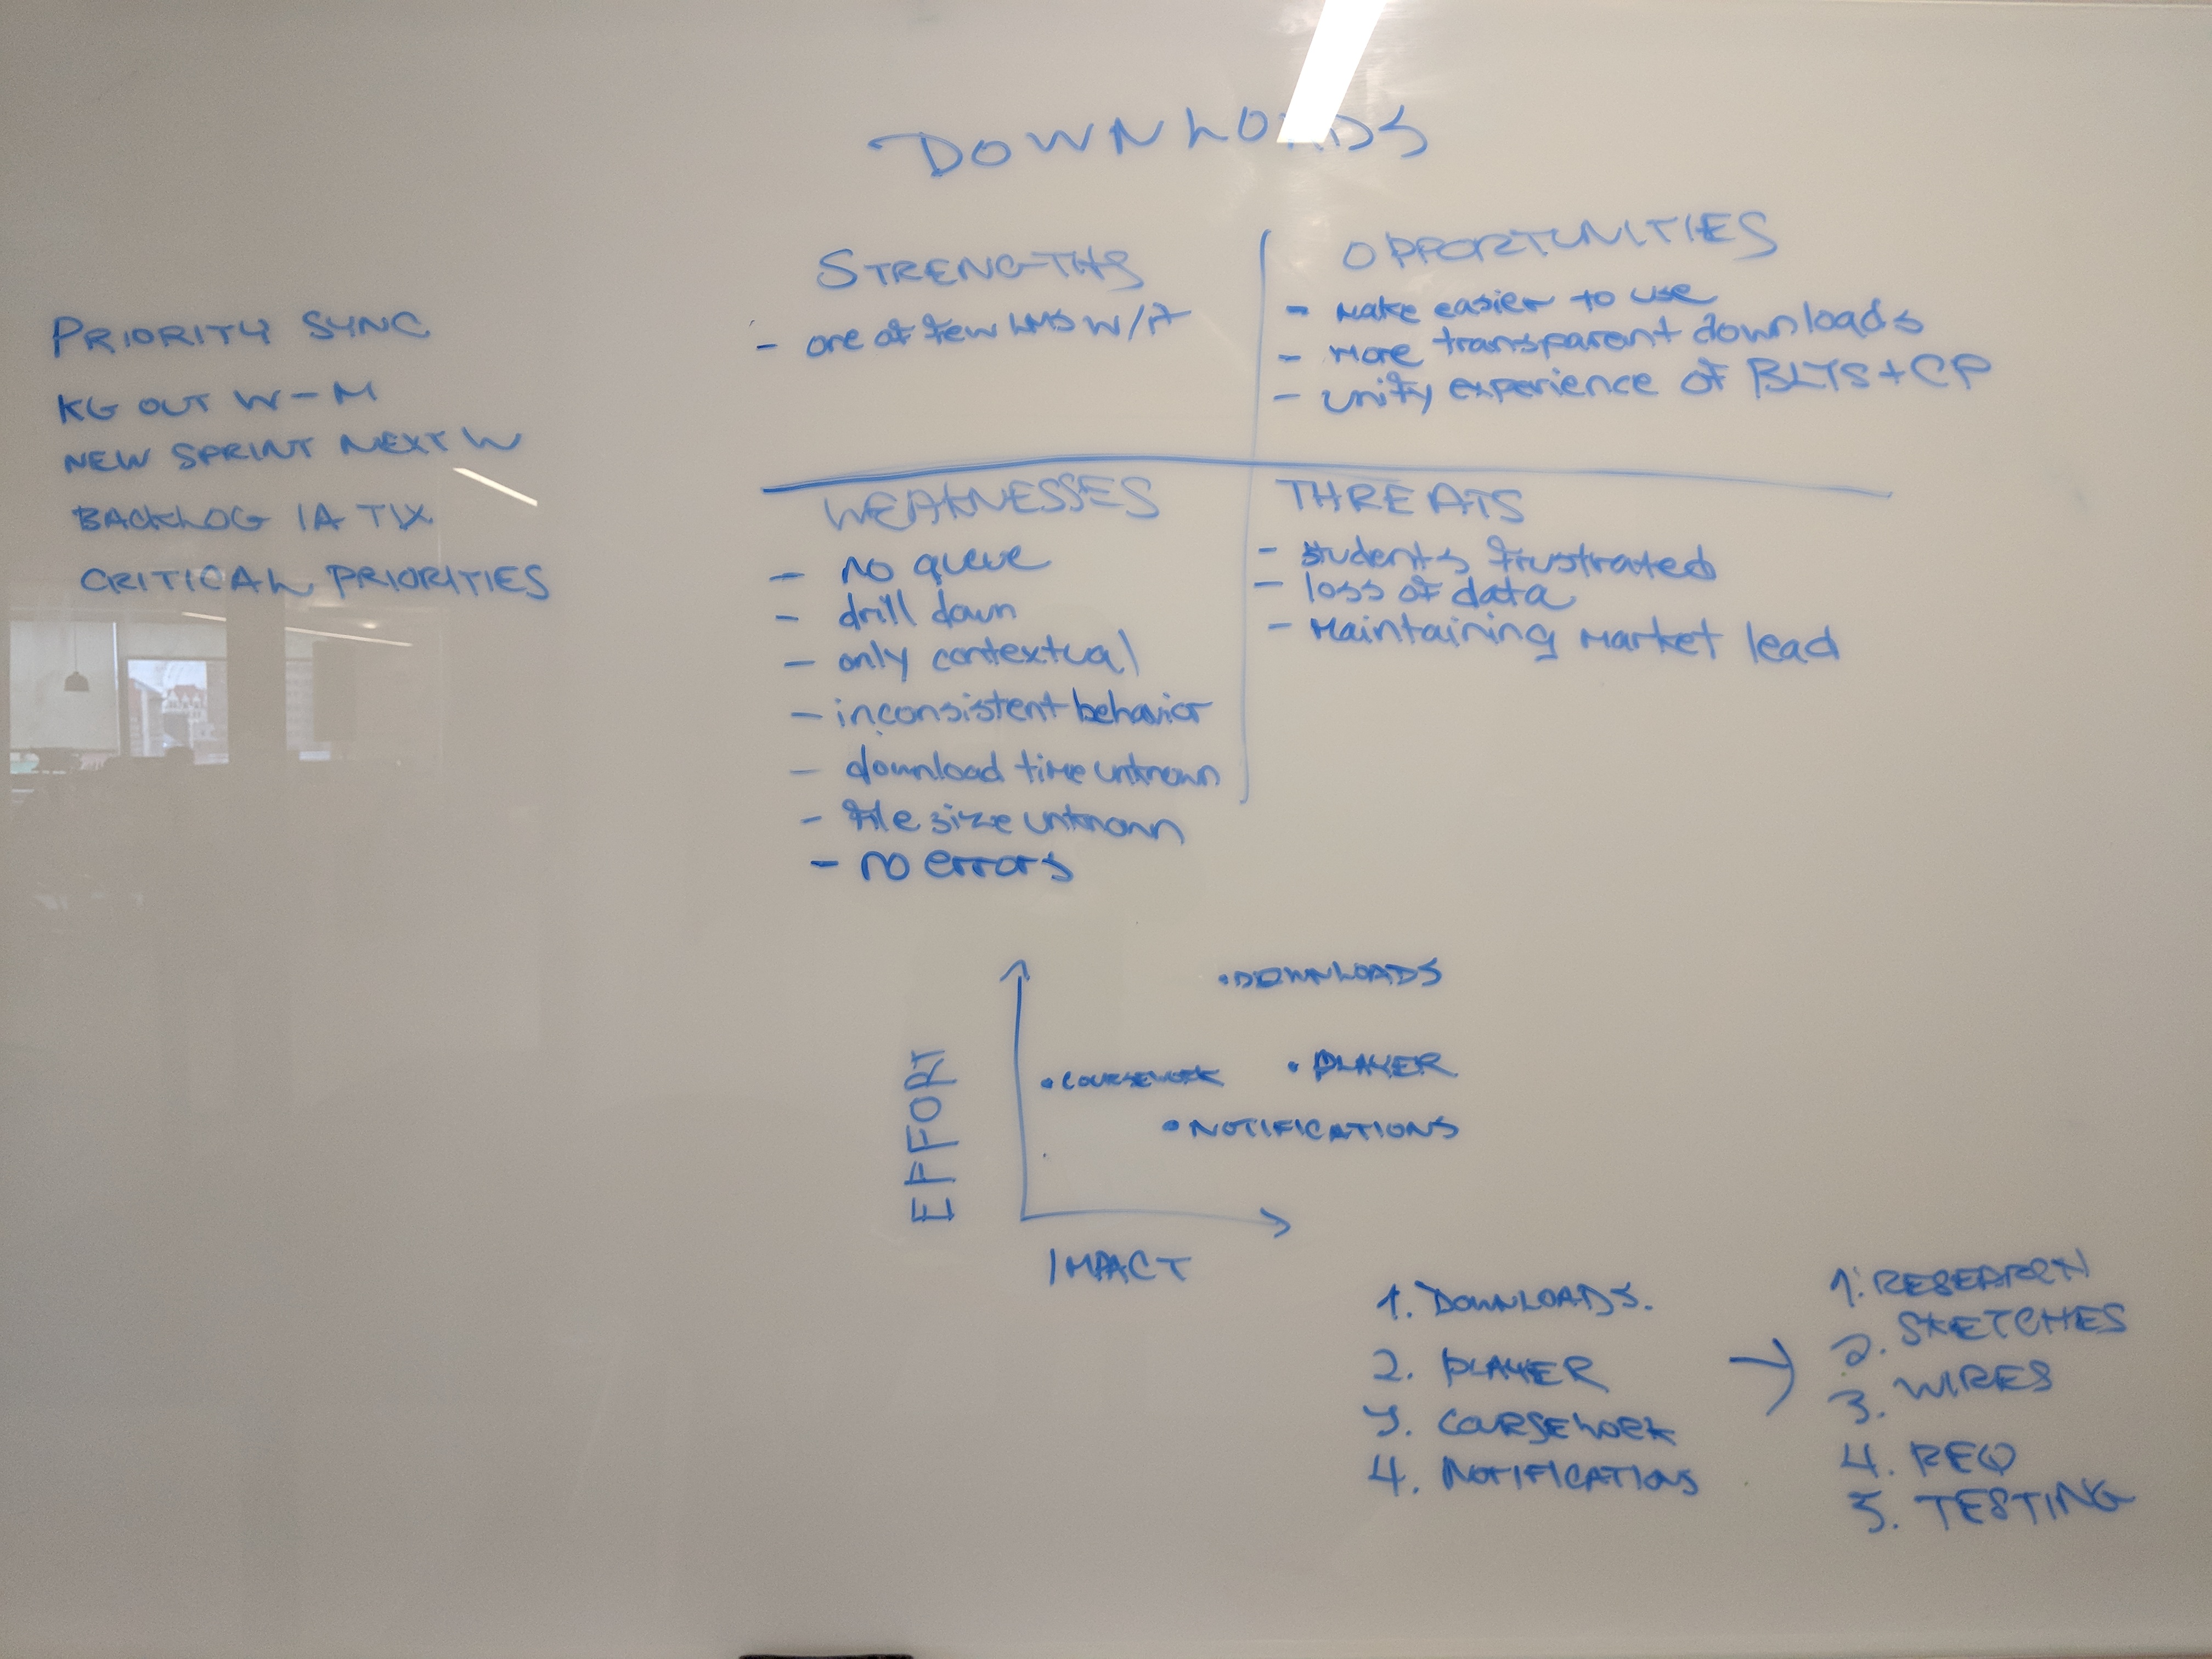 DOWNLOADS
PRIORITY SYNC
KG OUT W-M
NEW SPRINT NEXT W
BACKLOG IA TIX
CRITICAL PRIORITIES
STRENGTHS
- one of few LMS w/ it
OPPORTUNITIES
- make easier to use
- more transparent downloads
- unify experience of BLTS + CP
WEAKNESSES
- no queue
- drill down
- only contextual
- inconsistent behavior
- download time unknown
- file size unknown
- no errors
THREATS
- students frustrated
- loss of data
- maintaining market lead
EFFORT
• DOWNLOADS
• COURSEWORK
• PLAYER
• NOTIFICATIONS
IMPACT
1. DOWNLOADS.
2. PLAYER
3. COURSEWORK
4. NOTIFICATIONS
1. RESEARCH
2. SKETCHES
3. WIRES
4. REQ
5. TESTING